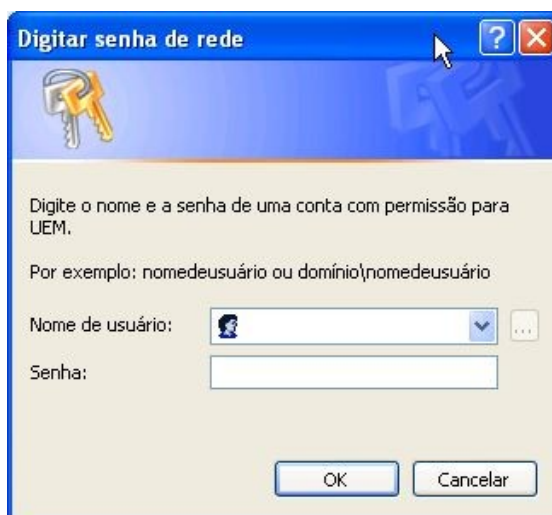 Digitar senha de rede
Digite o nome e a senha de uma conta com permissão para
UEM.
Por exemplo: nomedeusuário ou domínio\nomedeusuário
Nome de usuário:
...
Senha:
OK Cancelar